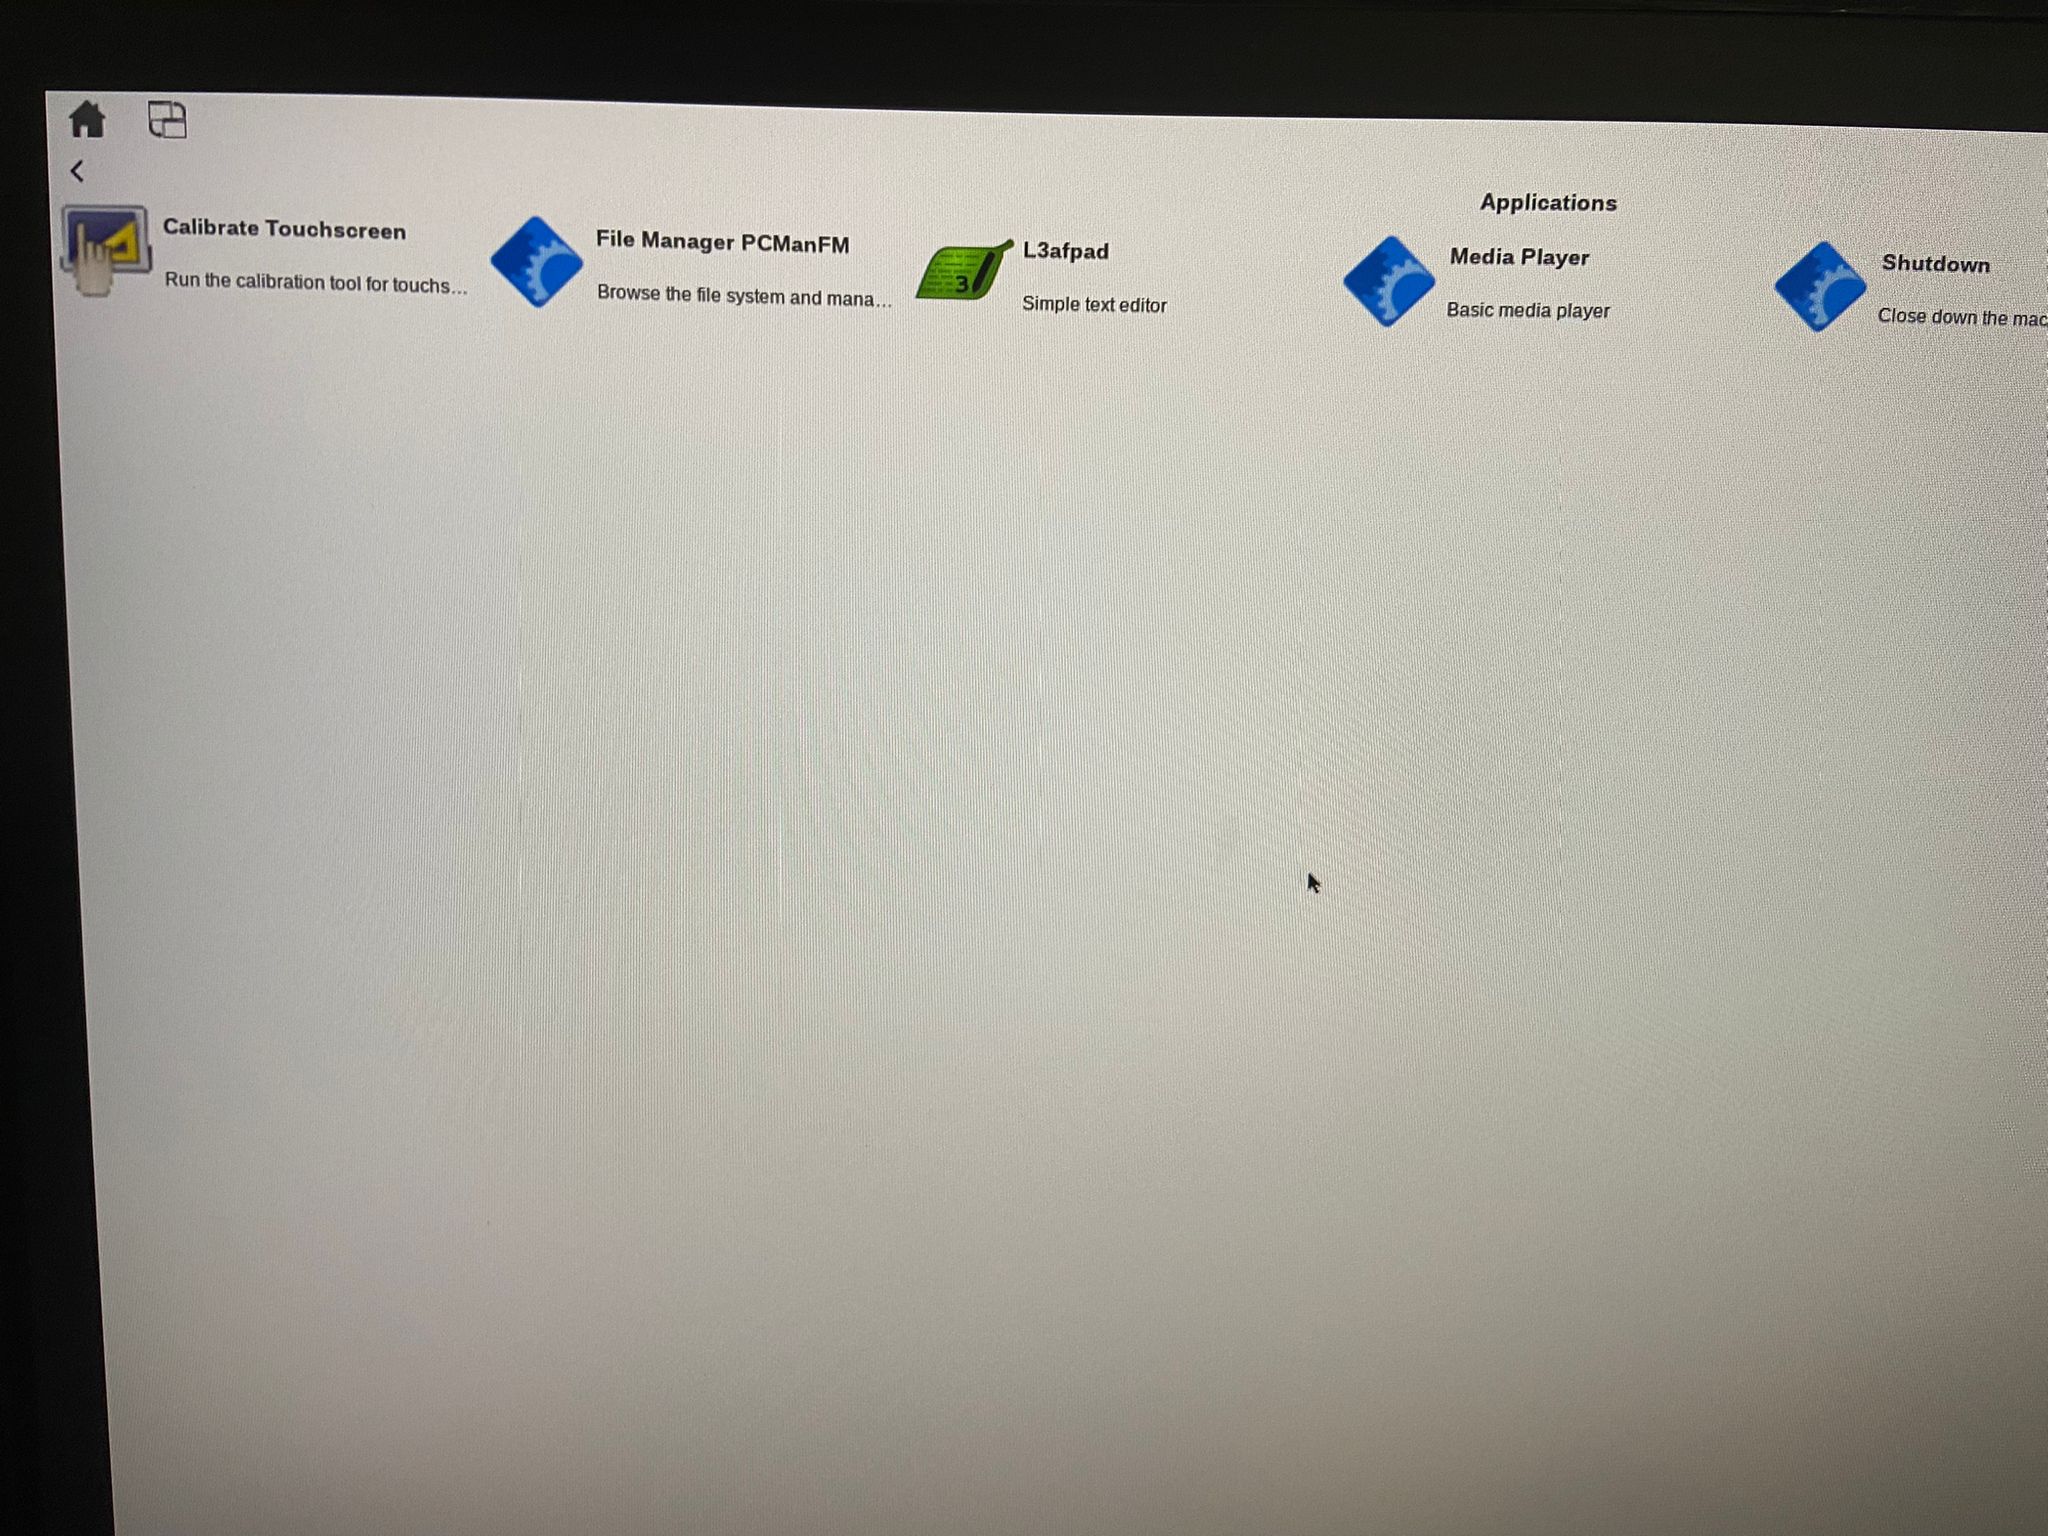 Applications
Calibrate Touchscreen
Run the calibration tool for touchs...
File Manager PCManFM
Browse the file system and mana...
L3afpad
3
Simple text editor
Media Player
Basic media player
Shutdown
Close down the mac